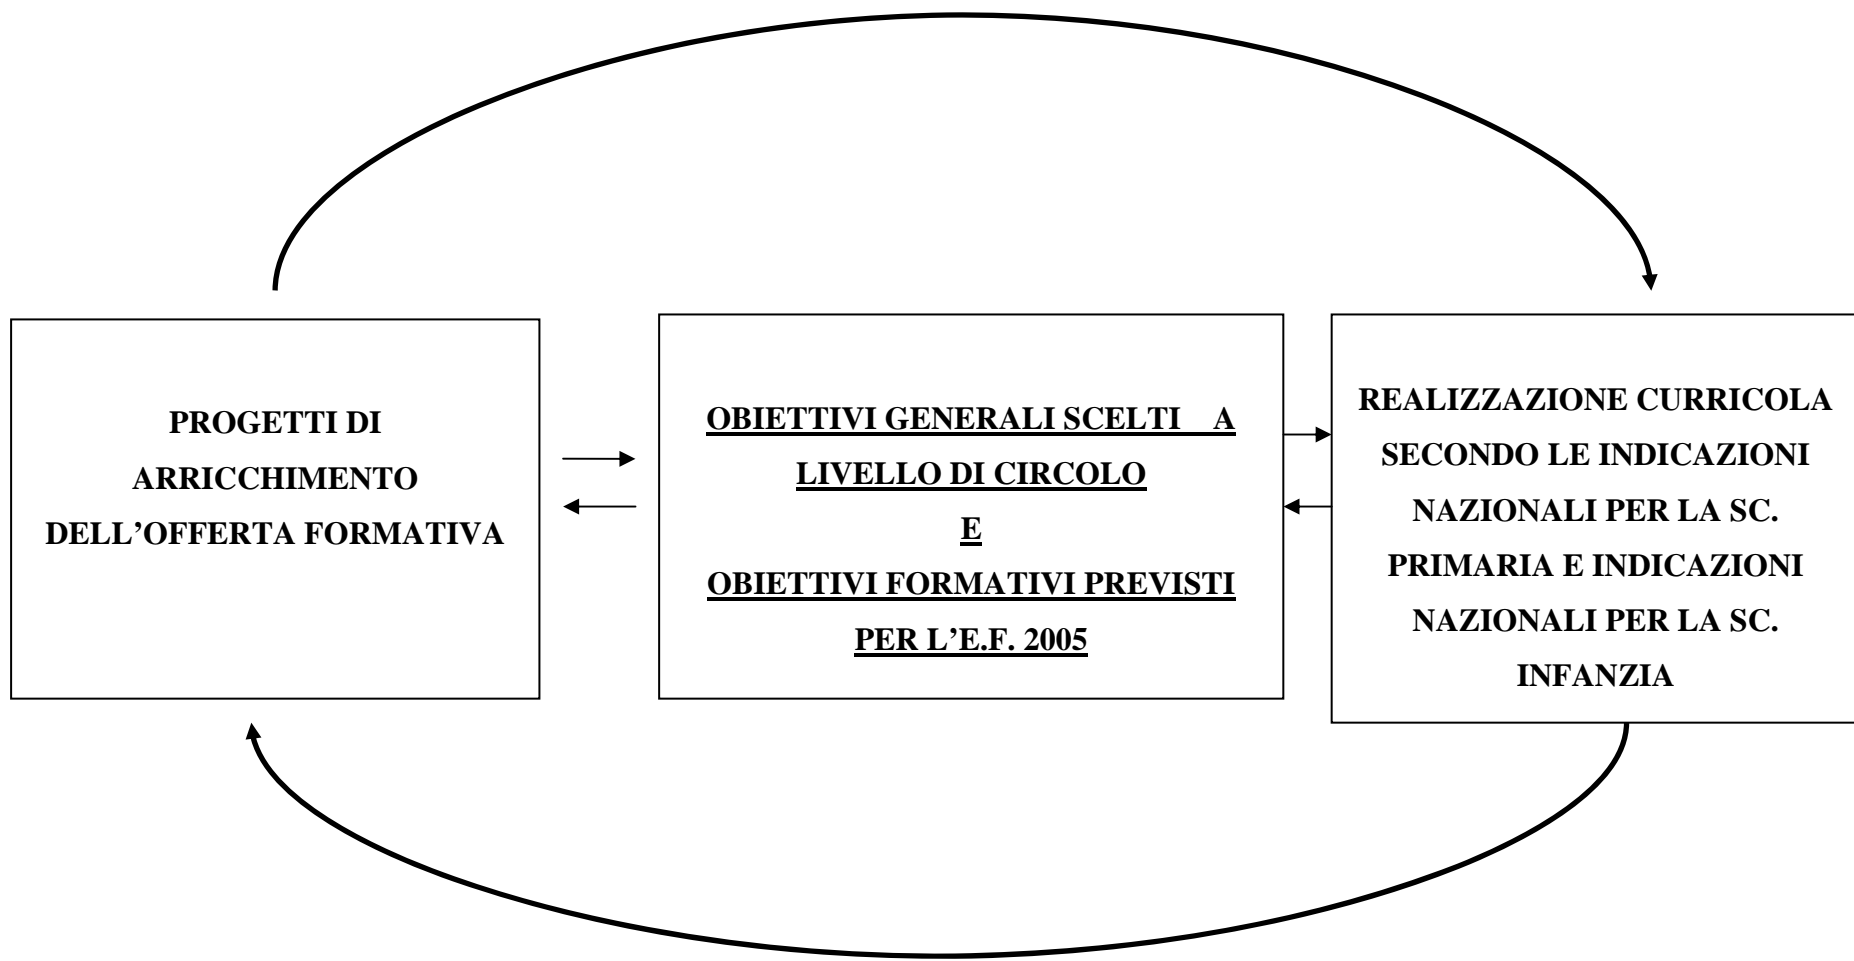 PROGETTI DI
ARRICCHIMENTO
DELL’OFFERTA FORMATIVA
OBIETTIVI GENERALI SCELTI A
LIVELLO DI CIRCOLO
E
OBIETTIVI FORMATIVI PREVISTI
PER L’E.F. 2005
REALIZZAZIONE CURRICOLA
SECONDO LE INDICAZIONI
NAZIONALI PER LA SC.
PRIMARIA E INDICAZIONI
NAZIONALI PER LA SC.
INFANZIA